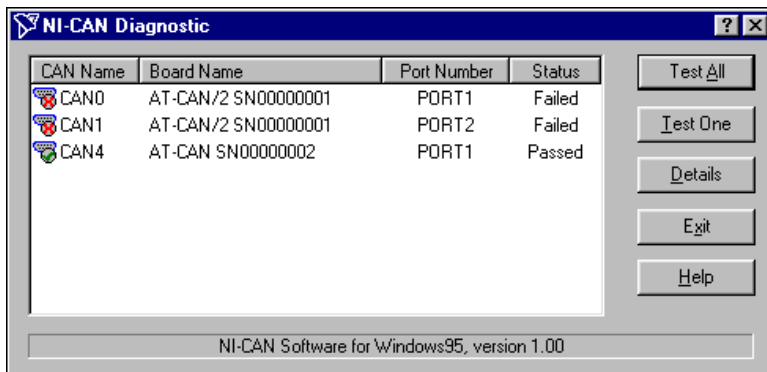 NI-CAN Diagnostic
CAN Name Board Name Port Number Status
CAN0 AT-CAN/2 SN00000001 PORT1 Failed
CAN1 AT-CAN/2 SN00000001 PORT2 Failed
CAN4 AT-CAN SN00000002 PORT1 Passed
Test All
Test One
Details
Exit
Help
NI-CAN Software for Windows95, version 1.00